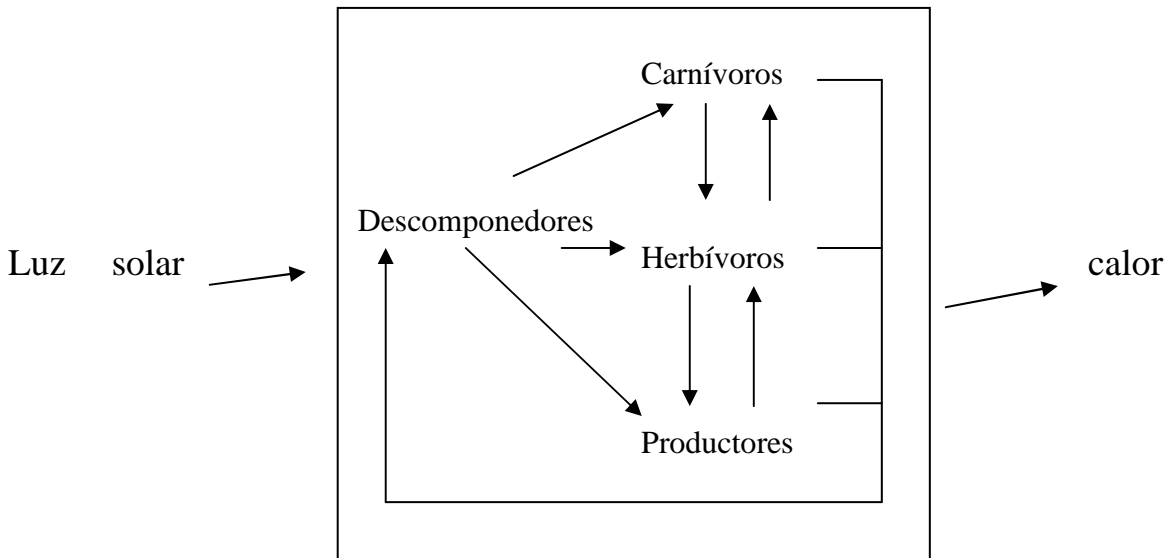 Carnívoros
Descomponedores
Luz solar
Herbívoros
calor
Productores